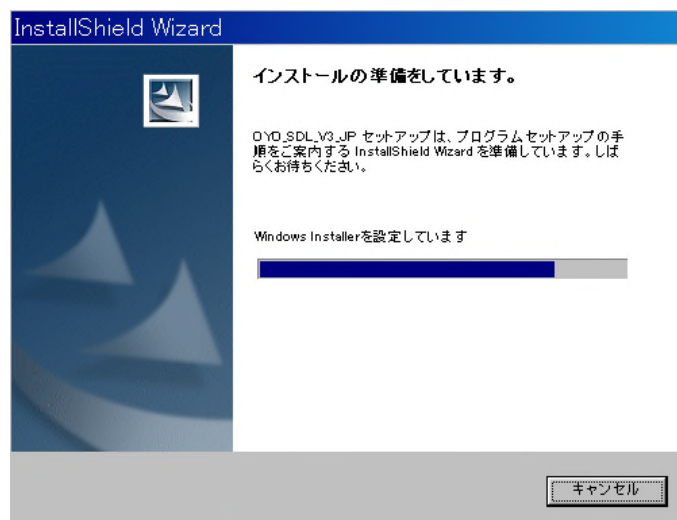 InstallShield Wizard
インストールの準備をしています。
OYO_SDL_V3_JP セットアップは、プログラムセットアップの手
順をご案内する InstallShield Wizard を準備しています。しば
らくお待ちください。
Windows Installerを設定しています
キャンセル